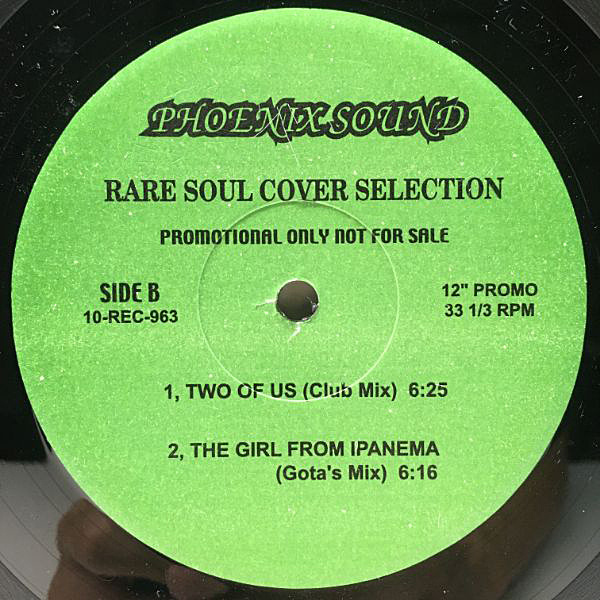 PHOENIX SOUND
RARE SOUL COVER SELECTION
PROMOTIONAL ONLY NOT FOR SALE
SIDE B
10-REC-963
12" PROMO
33 1/3 RPM
1, TWO OF US (Club Mix) 6:25
2, THE GIRL FROM IPANEMA
(Gota's Mix) 6:16